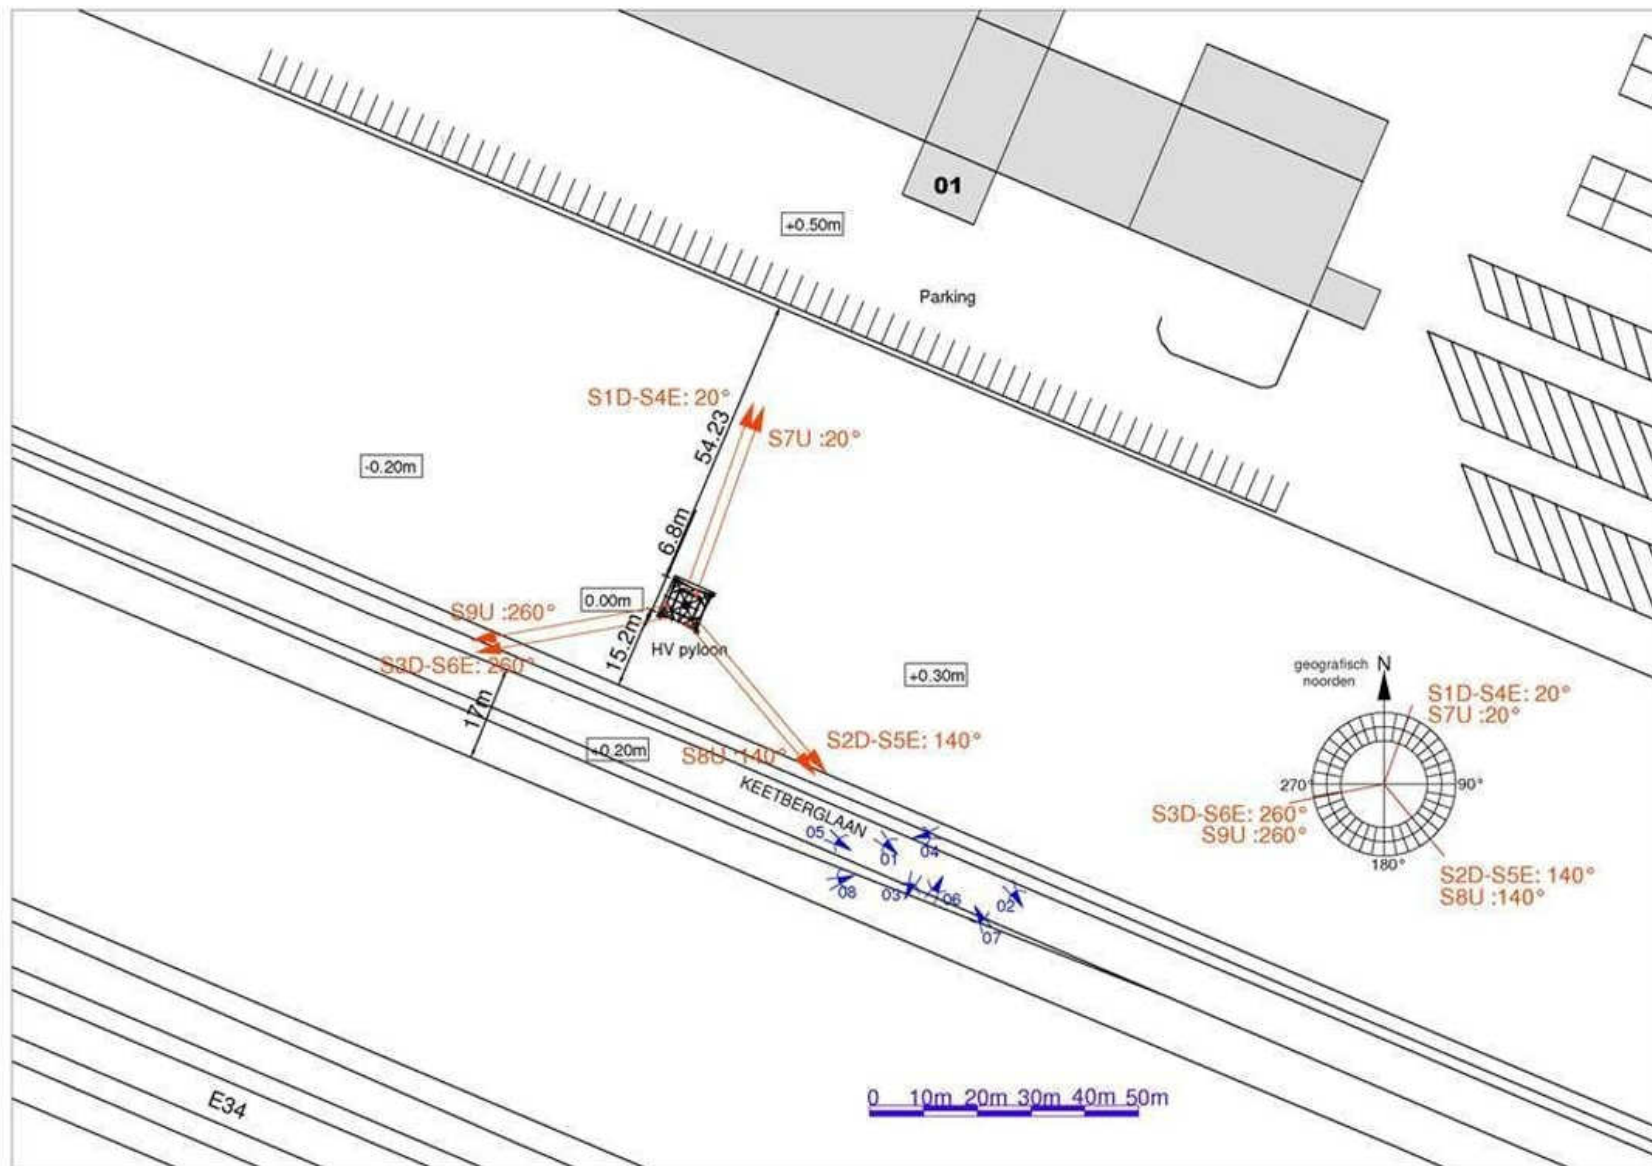 01
+0.50m
Parking
S1D-S4E: 20°
S7U :20°
54.23
-0.20m
6.8m
0.00m
S9U :260°
15.2m
HV pyloon
S3D-S6E: 260°
+0.30m
17m
+0.20m
S8U :140°
S2D-S5E: 140°
KEETBERGLAAN
05
01
04
08
03
06
02
07
geografisch
noorden
N
S1D-S4E: 20°
S7U :20°
270°
90°
S3D-S6E: 260°
S9U :260°
180°
S2D-S5E: 140°
S8U :140°
E34
0 10m 20m 30m 40m 50m